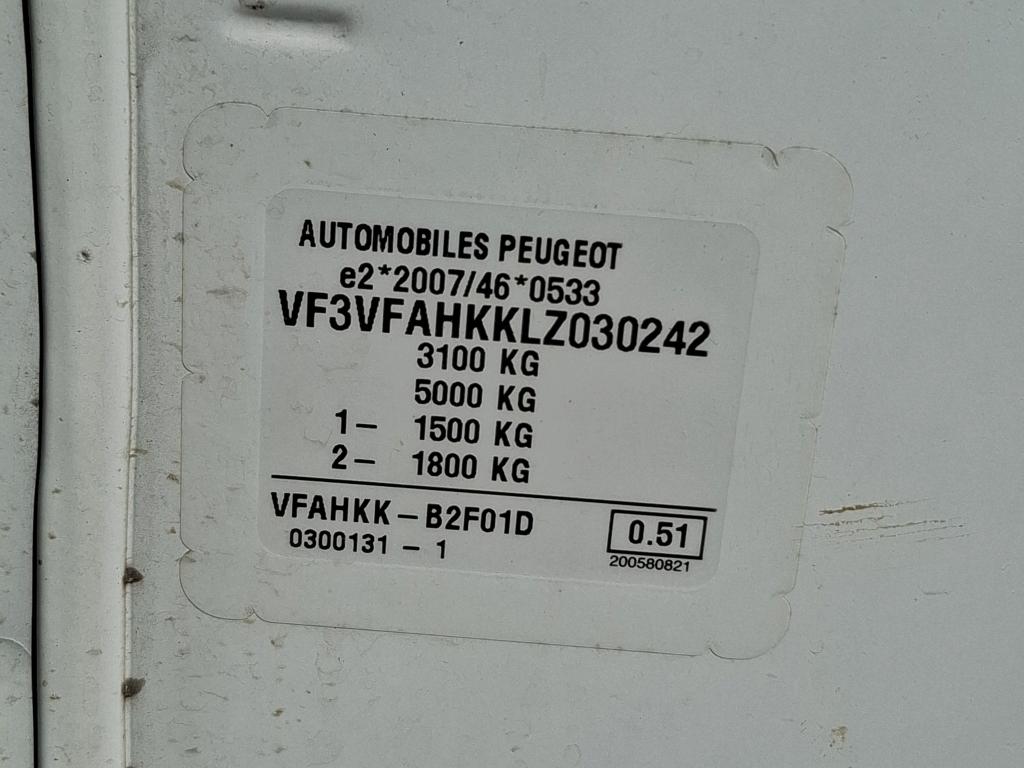 AUTOMOBILES PEUGEOT
e2*2007/46*0533
VF3VFAHKKLZ030242
3100 KG
5000 KG
1– 1500 KG
2– 1800 KG
VFAHKK – B2F01D
0300131 – 1
0.51
200580821